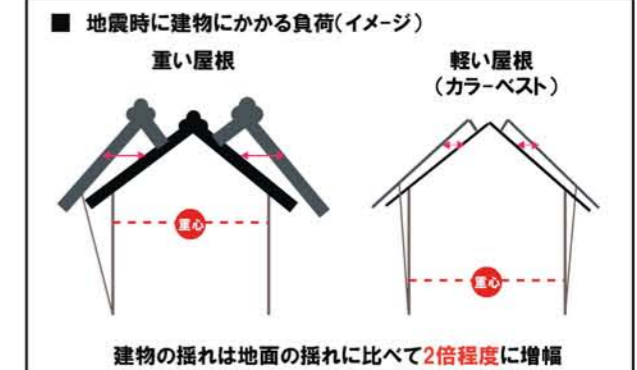 ■ 地震時に建物にかかる負荷(イメージ)
重い屋根
軽い屋根
(カラーベスト)
重心
重心
建物の揺れは地面の揺れに比べて2倍程度に増幅